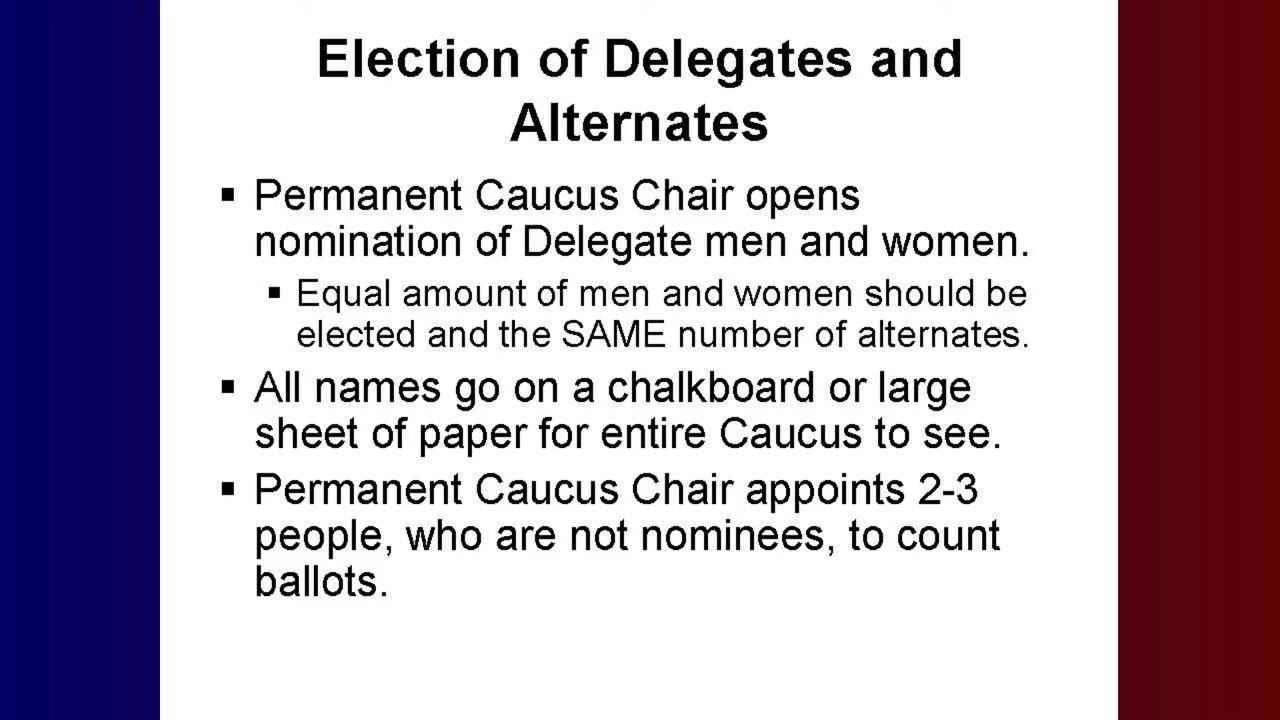 Election of Delegates and
Alternates
▪ Permanent Caucus Chair opens
nomination of Delegate men and women.
▪ Equal amount of men and women should be
elected and the SAME number of alternates.
▪ All names go on a chalkboard or large
sheet of paper for entire Caucus to see.
▪ Permanent Caucus Chair appoints 2-3
people, who are not nominees, to count
ballots.